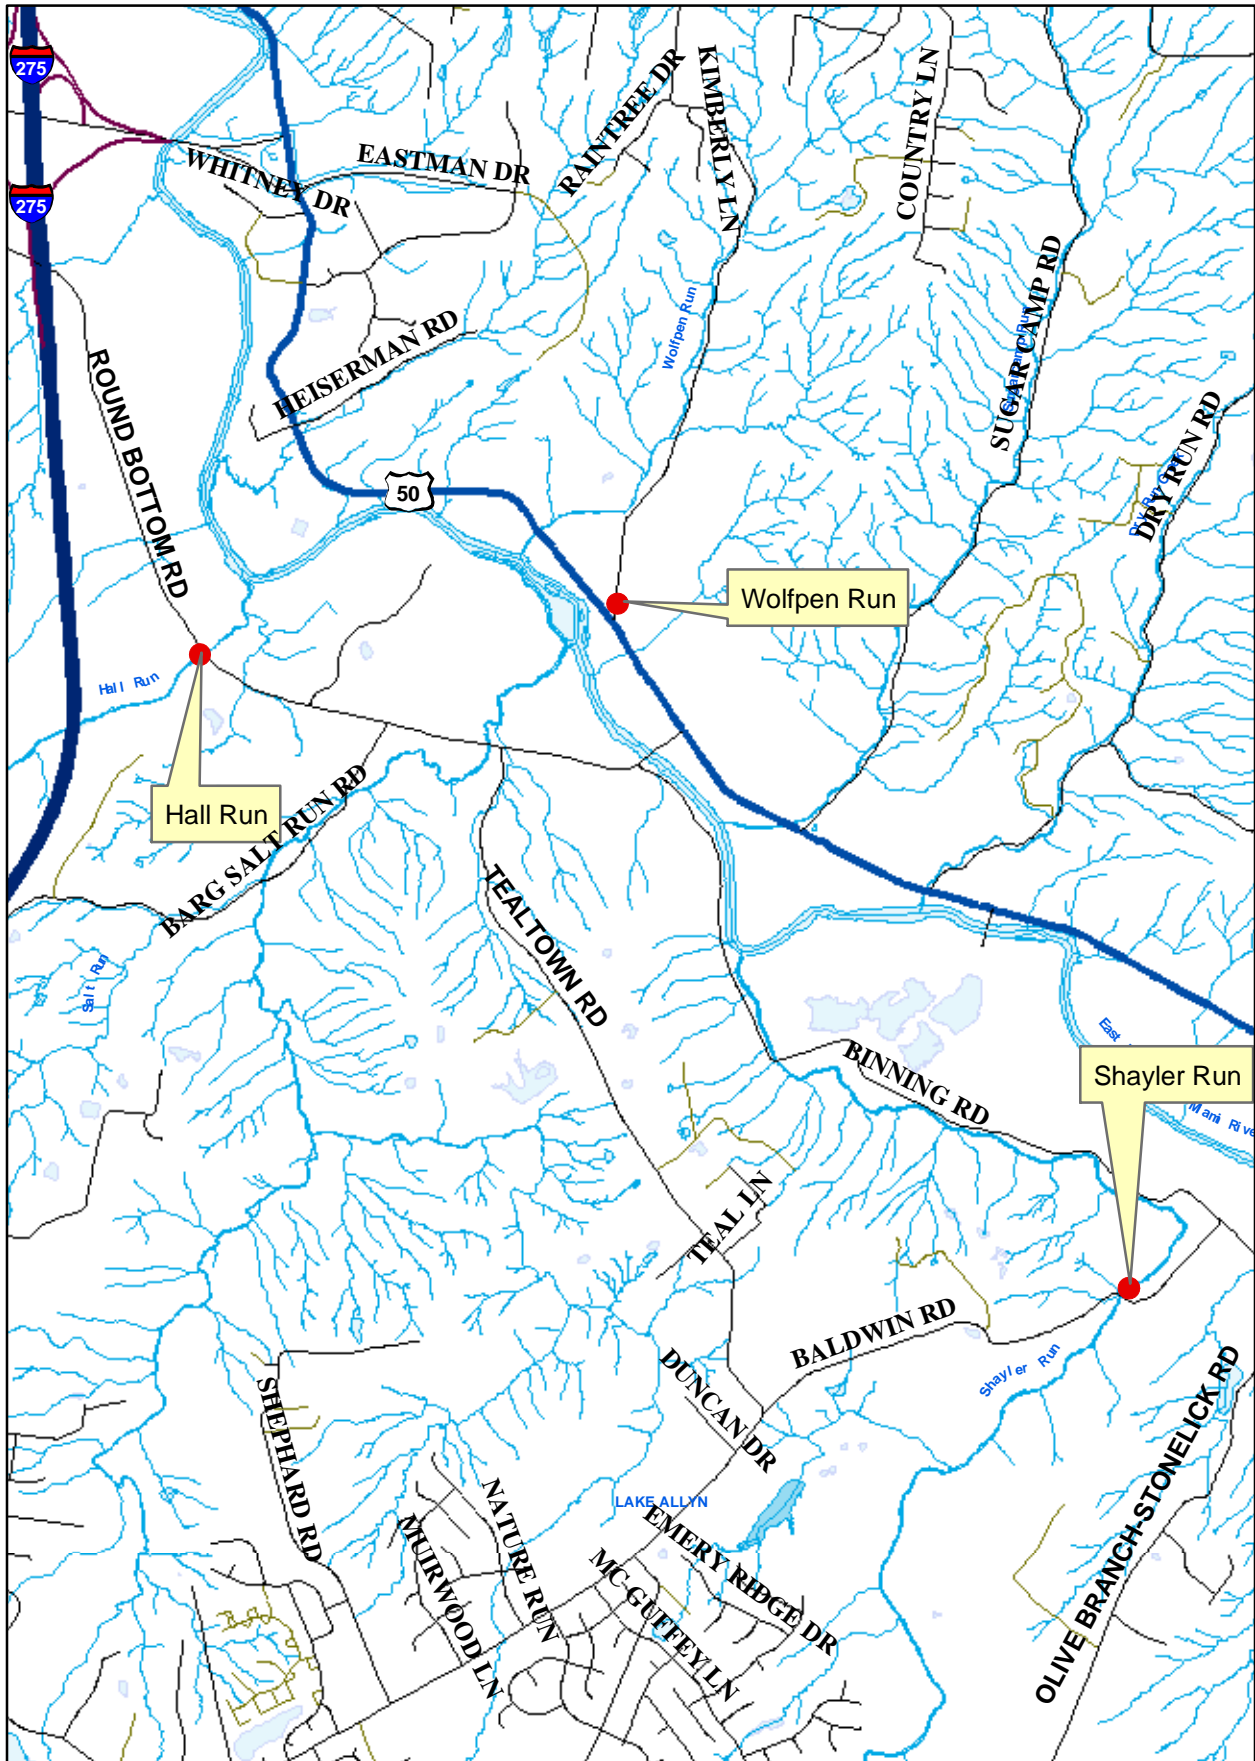 275
275
WHITNEY DR
EASTMAN DR
RAINTREE DR
KIMBERLY LN
COUNTRY LN
SUGAR CAMP RD
Wolfpen Run
HEISERMAN RD
ROUND BOTTOM RD
DRY RUN RD
50
Wolfpen Run
Hall Run
Hall Run
BARG SALT RUN RD
TEALTOWN RD
Salt Run
BINNING RD
East
Shayler Run
Miami Rive
TEAL LN
BALDWIN RD
Shayler Run
DUNCAN DR
SHEPHARD RD
OLIVE BRANCH-STONELICK RD
NATURE RUN
MUIRWOOD LN
LAKE ALLYN
EMERY RIDGE DR
MC GUFFEY LN